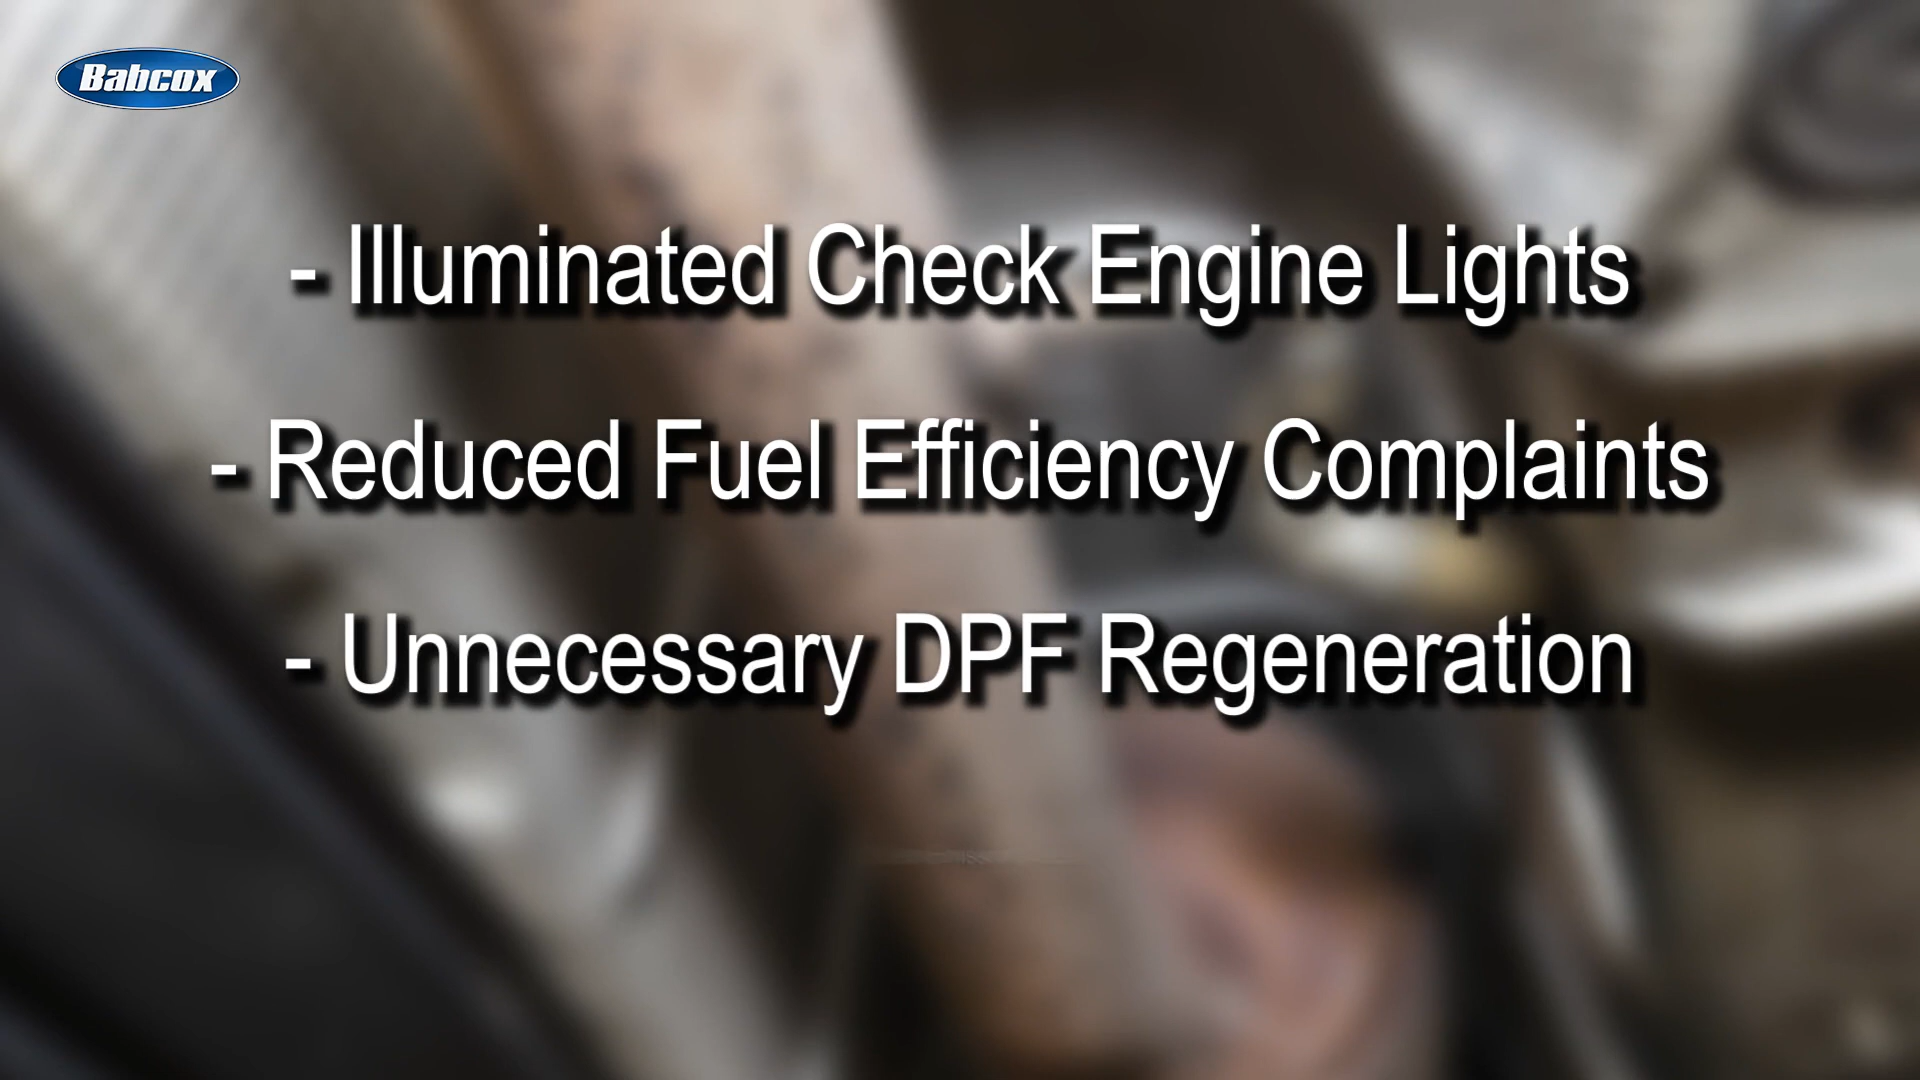 Babcox
- Illuminated Check Engine Lights
- Reduced Fuel Efficiency Complaints
- Unnecessary DPF Regeneration